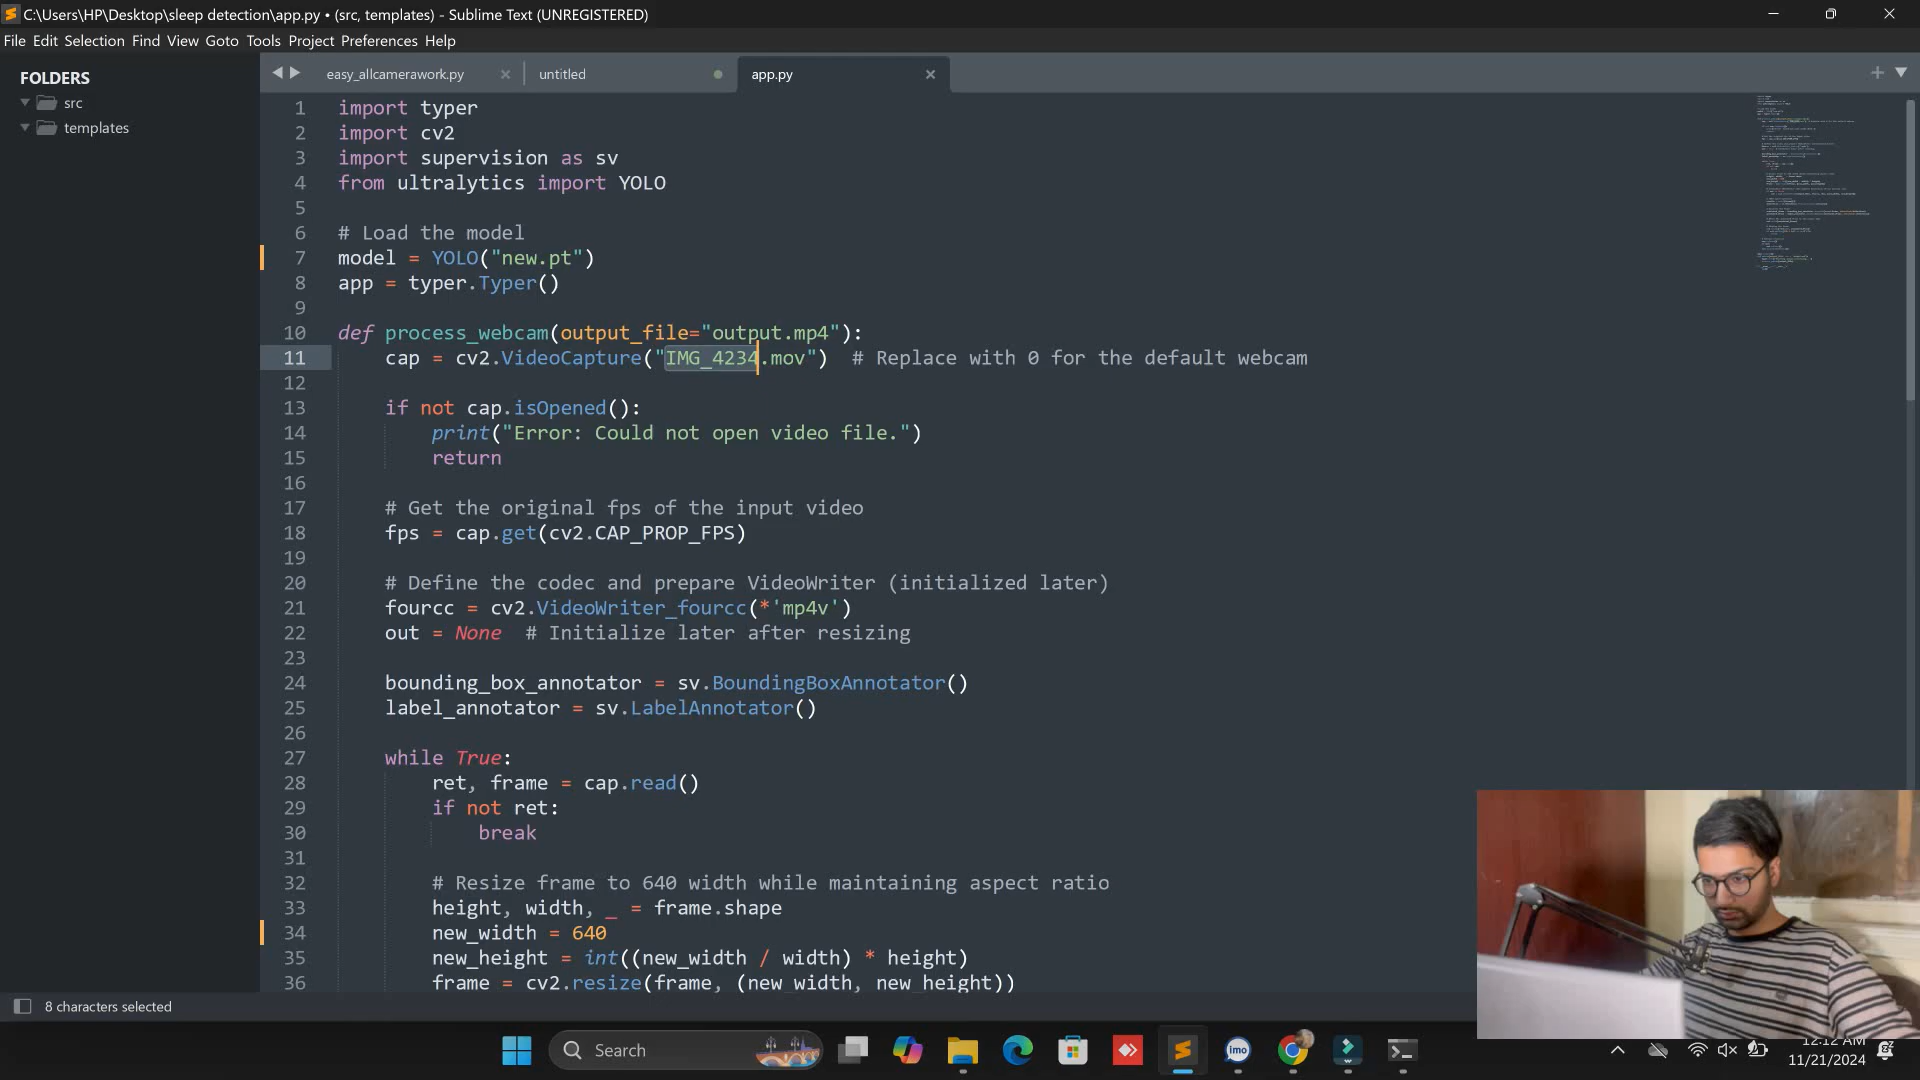 C:\Users\HP\Desktop\sleep detection\app.py • (src, templates) - Sublime Text (UNREGISTERED)
File Edit Selection Find View Goto Tools Project Preferences Help
FOLDERS
src
templates
easy_allcamerawork.py
untitled
app.py
1 import typer
2 import cv2
3 import supervision as sv
4 from ultralytics import YOLO
5
6 # Load the model
7 model = YOLO("new.pt")
8 app = typer.Typer()
9
10 def process_webcam(output_file="output.mp4"):
11 cap = cv2.VideoCapture("IMG_4234.mov")  # Replace with 0 for the default webcam
12
13 if not cap.isOpened():
14 print("Error: Could not open video file.")
15 return
16
17 # Get the original fps of the input video
18 fps = cap.get(cv2.CAP_PROP_FPS)
19
20 # Define the codec and prepare VideoWriter (initialized later)
21 fourcc = cv2.VideoWriter_fourcc(*'mp4v')
22 out = None  # Initialize later after resizing
23
24 bounding_box_annotator = sv.BoundingBoxAnnotator()
25 label_annotator = sv.LabelAnnotator()
26
27 while True:
28 ret, frame = cap.read()
29 if not ret:
30 break
31
32 # Resize frame to 640 width while maintaining aspect ratio
33 height, width, _ = frame.shape
34 new_width = 640
35 new_height = int((new_width / width) * height)
36 frame = cv2.resize(frame, (new_width, new_height))
8 characters selected
Search
imo
12:12 AM
11/21/2024